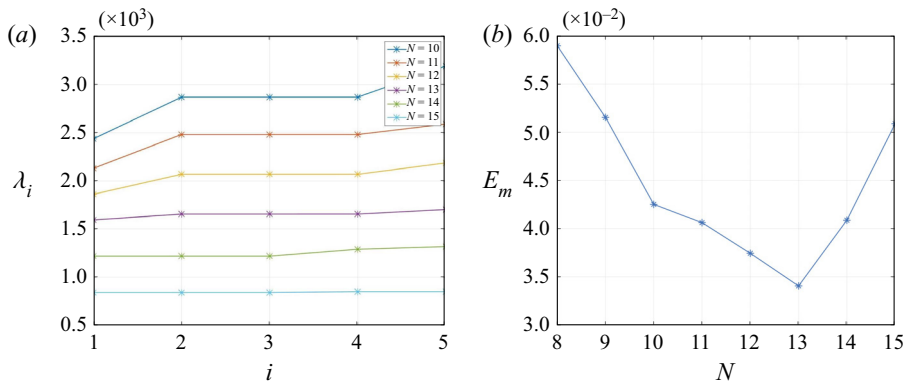 (a)
(×10³)
3.5
3.0
2.5
2.0
1.5
1.0
0.5
λᵢ
1 2 3 4 5
i
N = 10
N = 11
N = 12
N = 13
N = 14
N = 15
(b)
(×10⁻²)
6.0
5.5
5.0
4.5
4.0
3.5
3.0
Eₘ
8 9 10 11 12 13 14 15
N